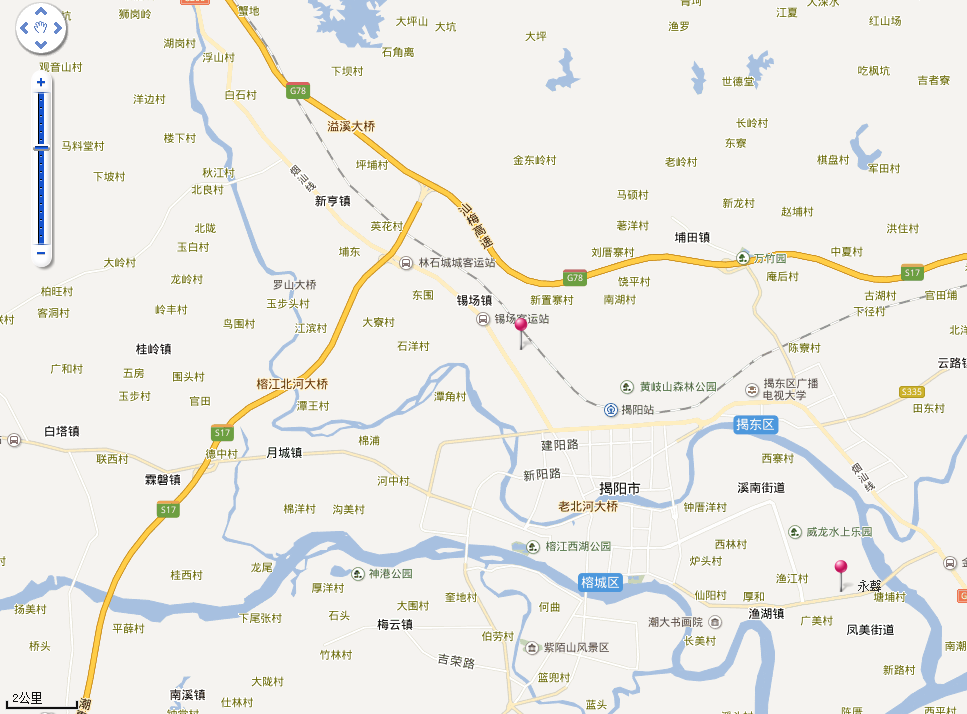 狮岗岭
蟹地
大坪山
大坑
渔罗
江夏
红山场
大坪
湖岗村
浮山村
石角离
观音山村
下坝村
世德堂
吃枫坑
吉者寮
洋边村
白石村
G78
溢溪大桥
长岭村
马料堂村
楼下村
东寮
坪埔村
金东岭村
老岭村
棋盘村
军田村
下坡村
秋江村
北良村
烟汕线
新亨镇
马硕村
新龙村
赵埔村
汕梅高速
北陇
英花村
茖洋村
洪住村
埔田镇
玉白村
埔东
刘厝寨村
中夏村
大岭村
林石城城客运站
万竹园
G78
S17
龙岭村
罗山大桥
饶平村
庵后村
柏旺村
东围
锡场镇
新置寨村
南湖村
古湖村
官田埔
玉步头村
岭丰村
客洞村
鸟围村
江滨村
大寮村
锡场客运站
下径村
桂岭镇
石洋村
陈寮村
云路镇
广和村
五房
围头村
榕江北河大桥
黄岐山森林公园
揭东区广播
电视大学
S335
玉步村
官田
潭王村
潭角村
揭阳站
田东村
揭东区
白塔镇
S17
棉浦
建阳路
联西村
德中村
月城镇
西寨村
霖磐镇
河中村
新阳路
烟汕线
揭阳市
溪南街道
S17
棉洋村
沟美村
老北河大桥
钟厝洋村
威龙水上乐园
榕江西湖公园
西林村
炉头村
桂西村
龙尾
神港公园
榕城区
渔江村
永鑋
厚洋村
仙阳村
厚和
塘埔村
扬美村
大围村
奎地村
何曲
下尾张村
石头
渔湖镇
广美村
平薛村
梅云镇
潮大书画院
凤美街道
桥头
伯劳村
长美村
紫陌山风景区
竹林村
吉荣路
新路村
大陇村
篮兜村
2公里
南溪镇
仕林村
蓝头